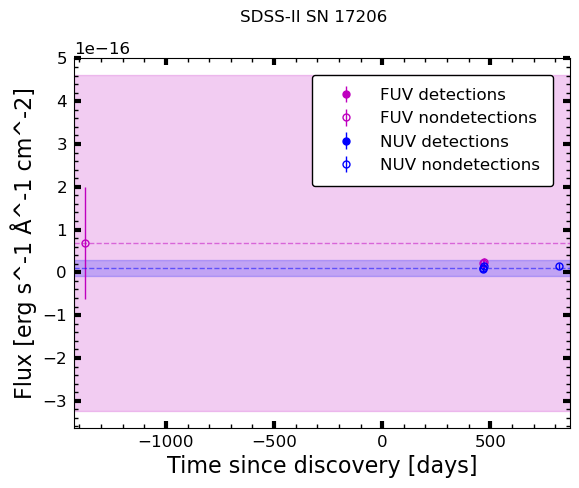 SDSS-II SN 17206
1e−16
5
4
3
2
1
0
−1
−2
−3
Flux [erg s^-1 Å^-1 cm^-2]
FUV detections
FUV nondetections
NUV detections
NUV nondetections
−1000 −500 0 500
Time since discovery [days]